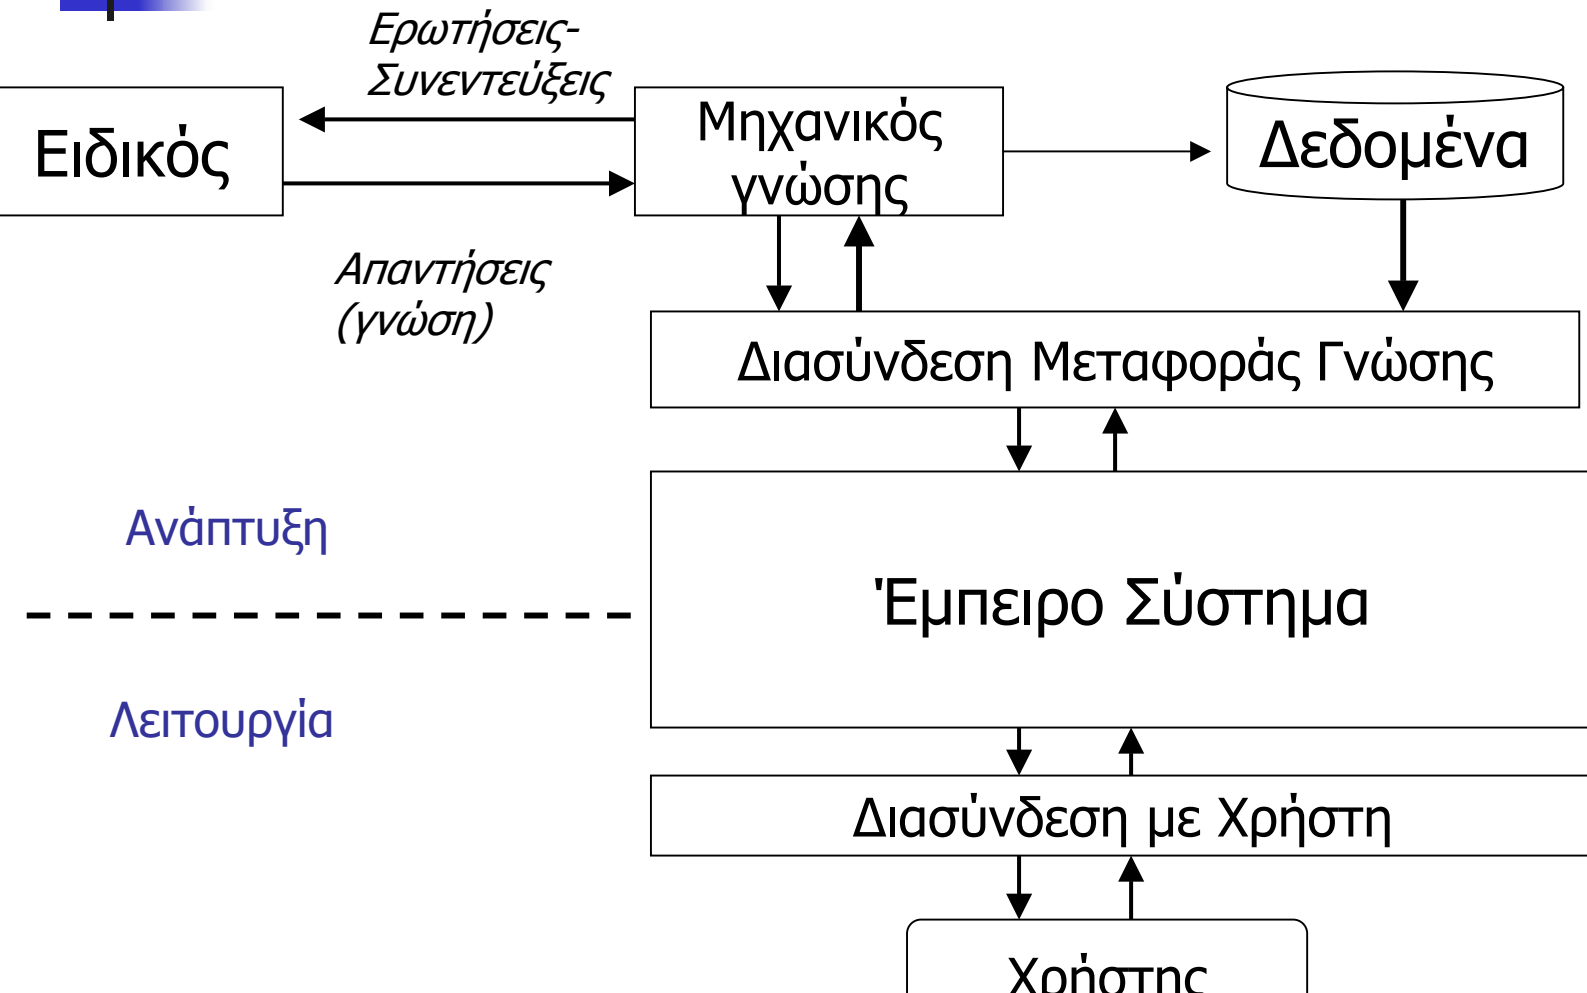 Ερωτήσεις-
Συνεντεύξεις
Ειδικός
Μηχανικός
γνώσης
Δεδομένα
Απαντήσεις
(γνώση)
Διασύνδεση Μεταφοράς Γνώσης
Ανάπτυξη
Έμπειρο Σύστημα
Λειτουργία
Διασύνδεση με Χρήστη
Χρήστης